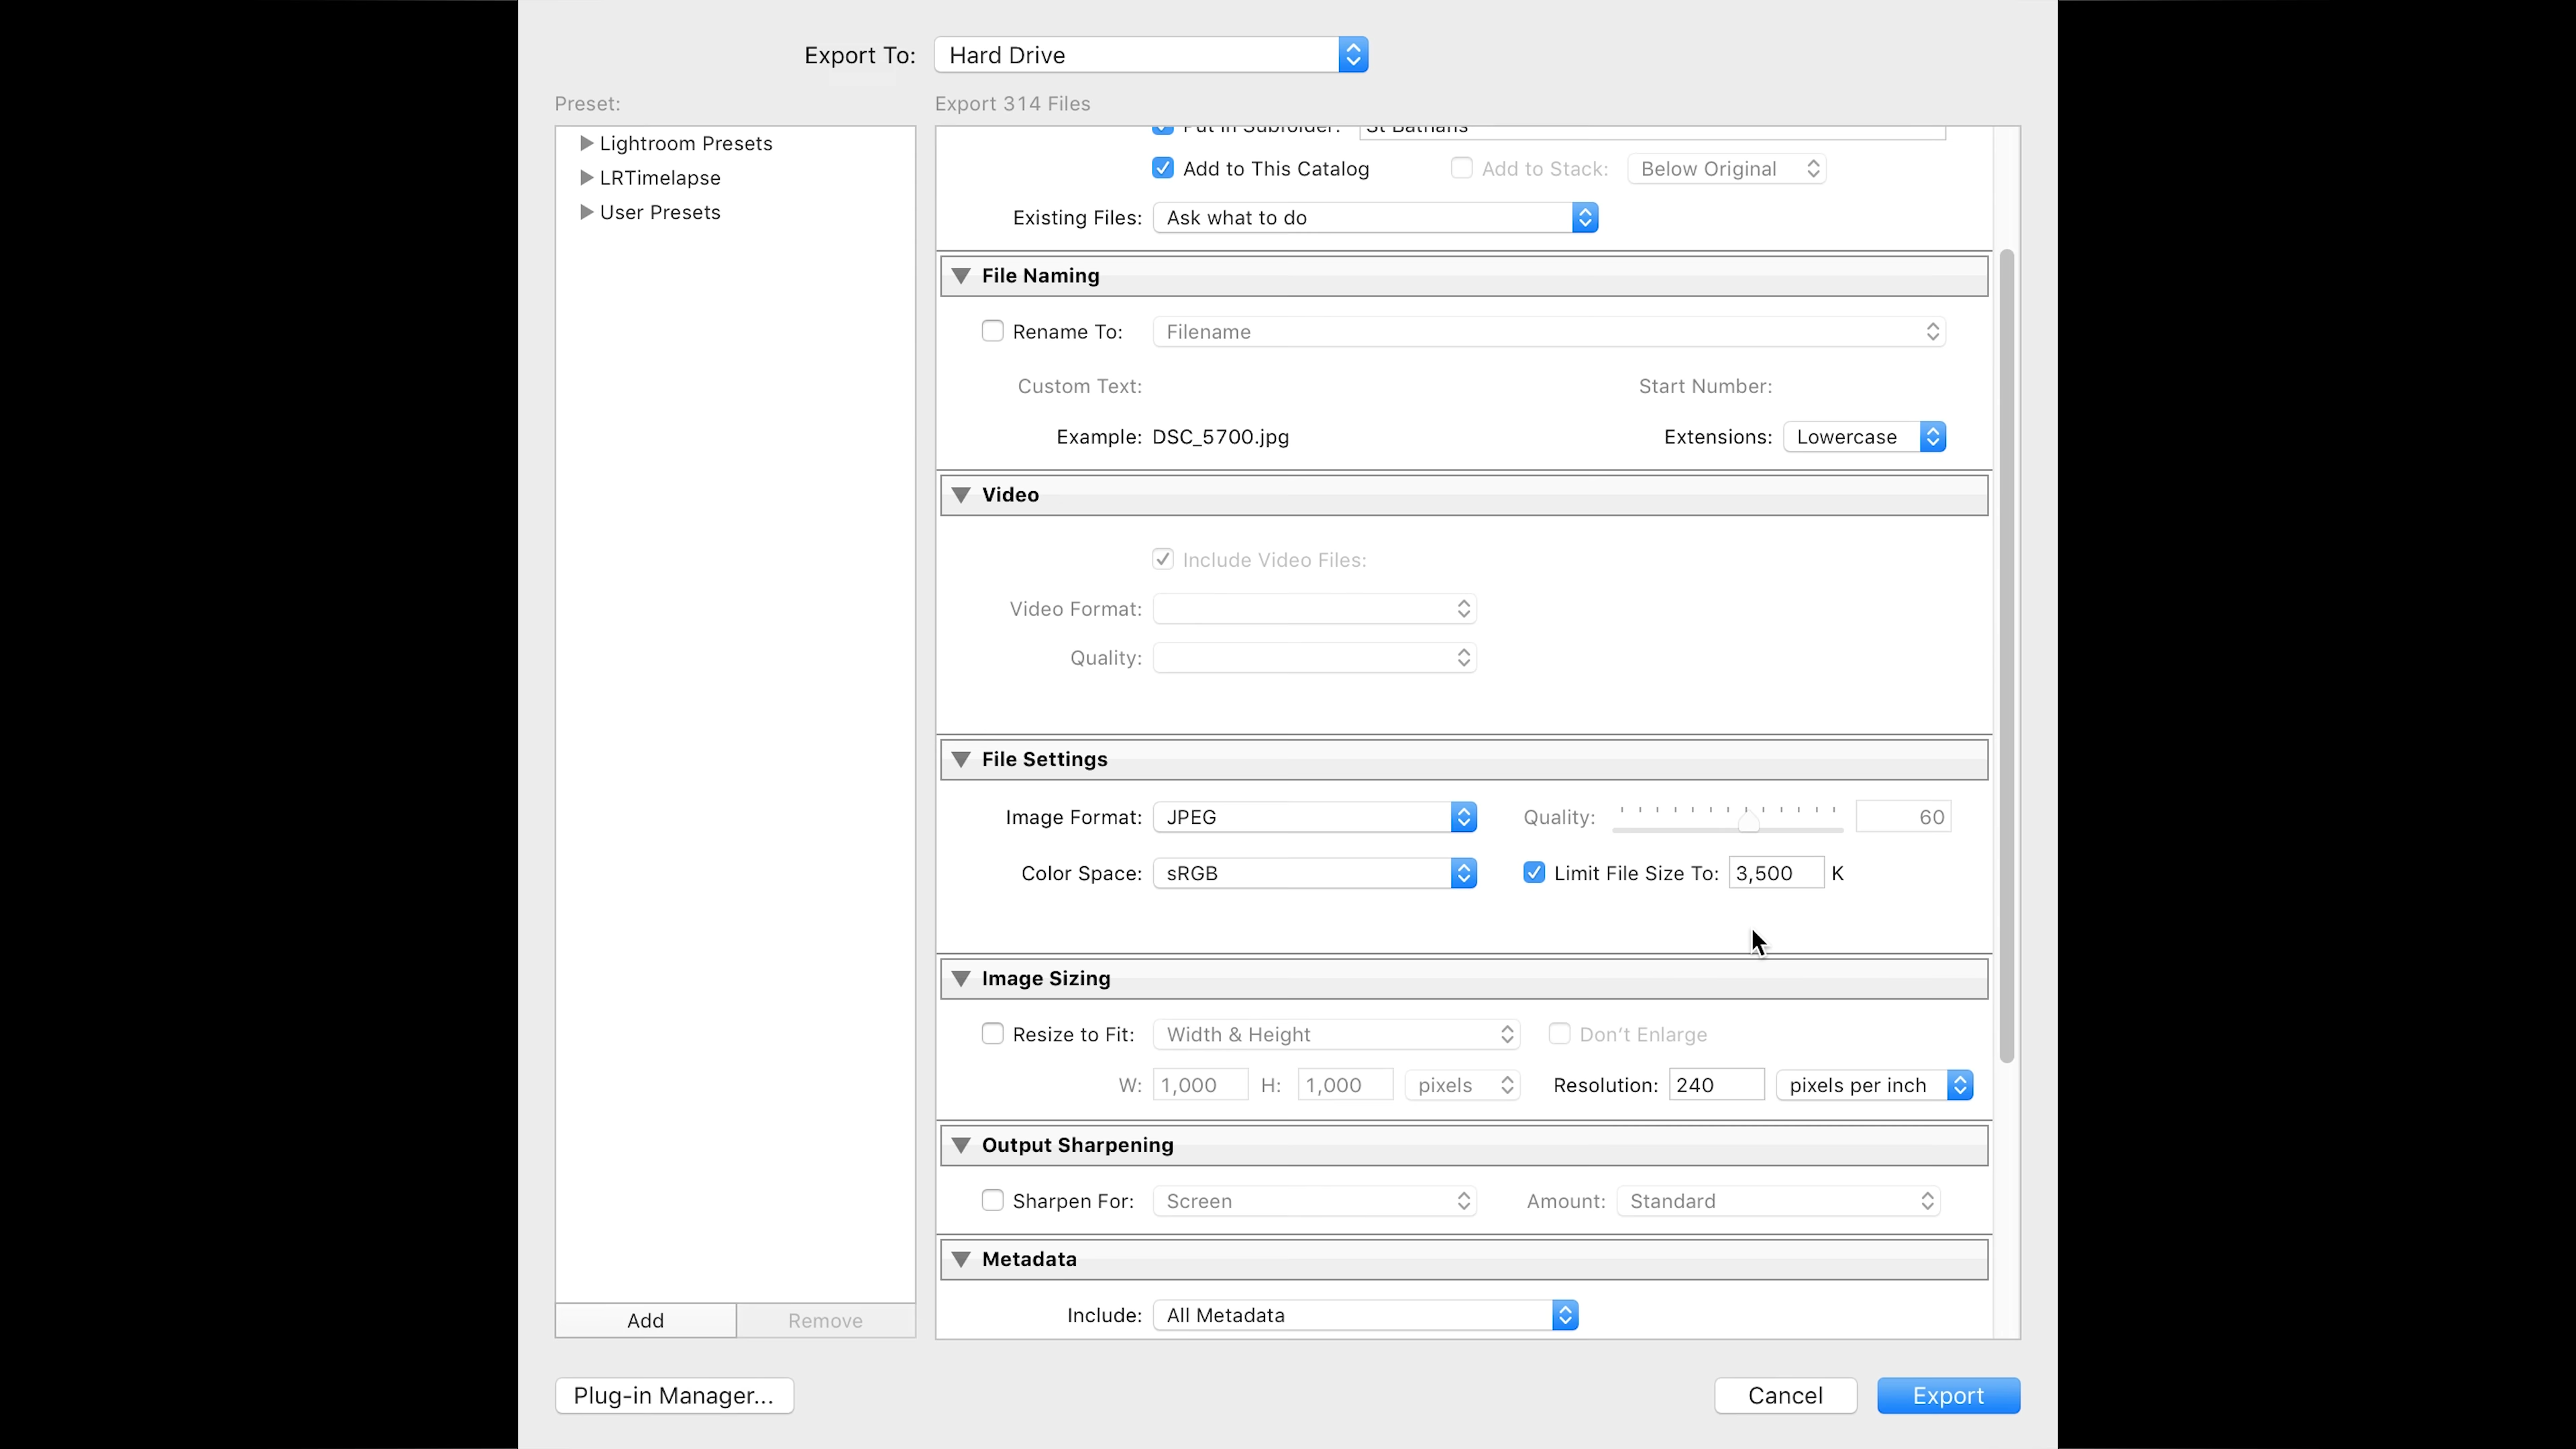 Export To: Hard Drive
Preset:
Export 314 Files
Lightroom Presets
LRTimelapse
User Presets
Put in Subfolder: St Bathans
Add to This Catalog Add to Stack: Below Original
Existing Files: Ask what to do
File Naming
Rename To: Filename
Custom Text: Start Number:
Example: DSC_5700.jpg Extensions: Lowercase
Video
Include Video Files:
Video Format:
Quality:
File Settings
Image Format: JPEG Quality: 60
Color Space: sRGB Limit File Size To: 3,500 K
Image Sizing
Resize to Fit: Width & Height Don't Enlarge
W: 1,000 H: 1,000 pixels Resolution: 240 pixels per inch
Output Sharpening
Sharpen For: Screen Amount: Standard
Metadata
Include: All Metadata
Add Remove
Plug-in Manager... Cancel Export